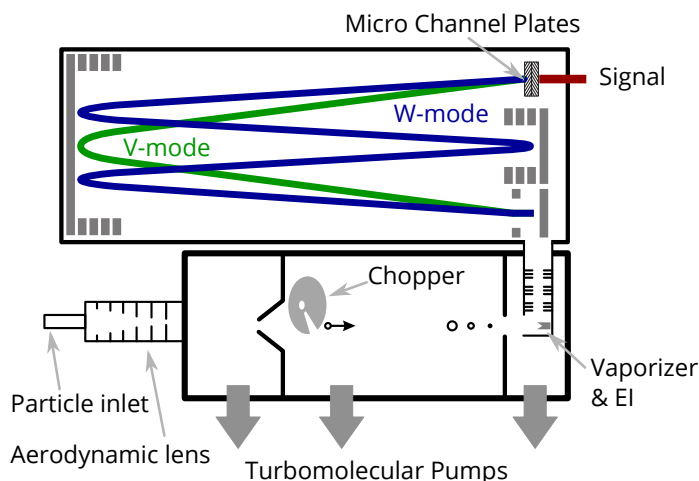 Micro Channel Plates
Signal
W-mode
V-mode
Chopper
Vaporizer
& EI
Particle inlet
Aerodynamic lens
Turbomolecular Pumps